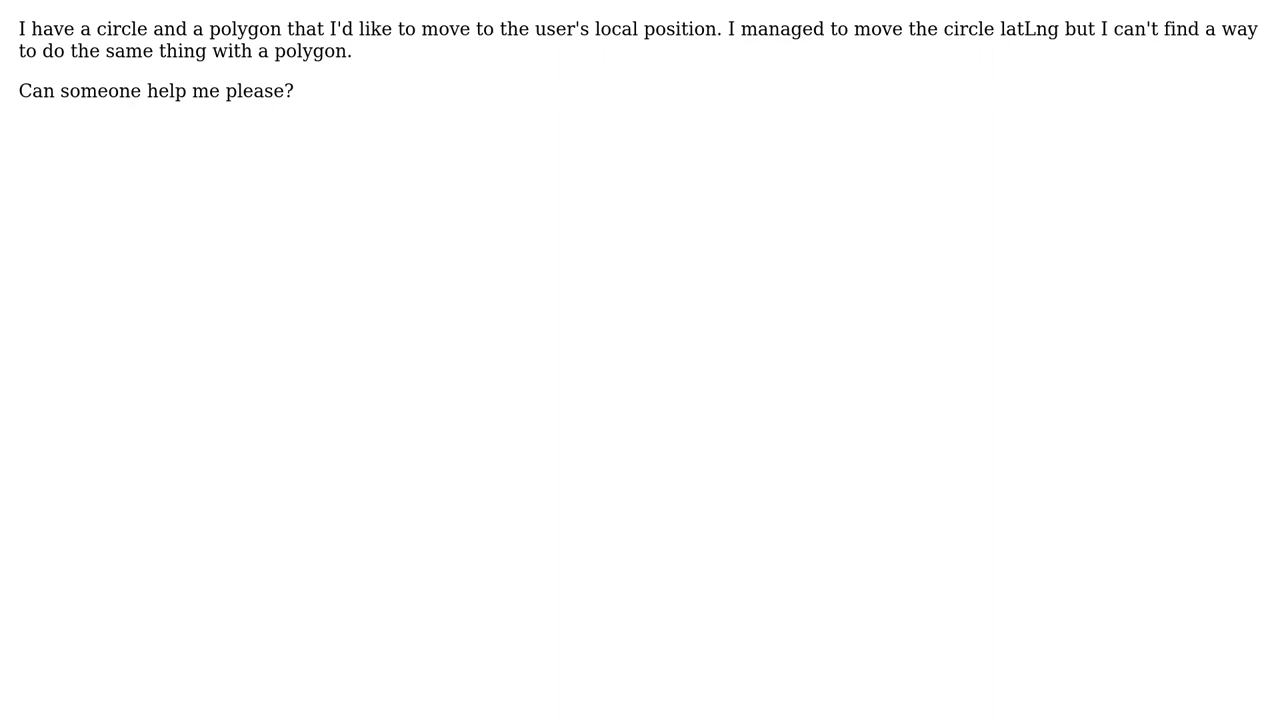 I have a circle and a polygon that I'd like to move to the user's local position. I managed to move the circle latLng but I can't find a way
to do the same thing with a polygon.
Can someone help me please?